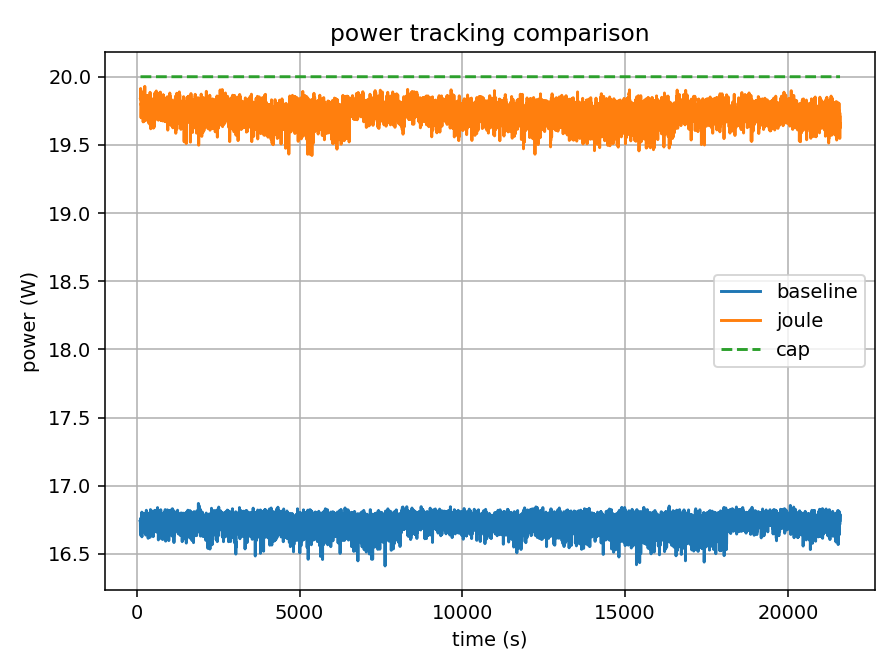 power tracking comparison
20.0
19.5
19.0
18.5
18.0
17.5
17.0
16.5
power (W)
baseline
joule
cap
0
5000
10000
15000
20000
time (s)